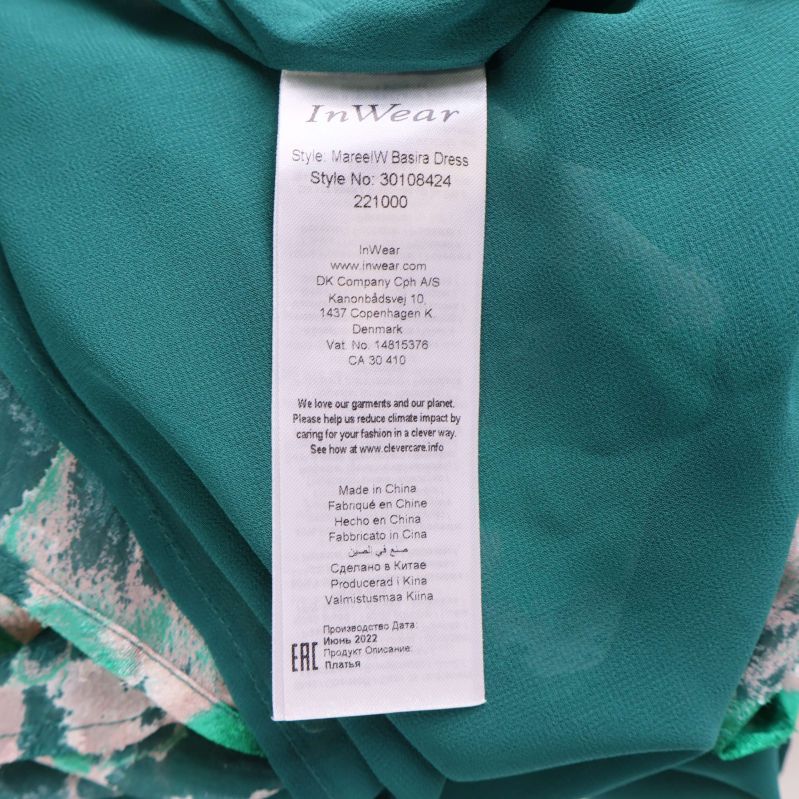 InWear
Style: MareeIW Basira Dress
Style No: 30108424
221000
InWear
www.inwear.com
DK Company Cph A/S
Kanonbådsvej 10,
1437 Copenhagen K.
Denmark
Vat. No. 14815376
CA 30 410
We love our garments and our planet.
Please help us reduce climate impact by
caring for your fashion in a clever way.
See how at www.clevercare.info
Made in China
Fabriqué en Chine
Hecho en China
Fabbricato in Cina
صنع في الصين
Сделано в Китае
Producerad i Kina
Valmistusmaa Kiina
Производство Дата:
Июнь 2022
EAC Продукт Описание:
Платья